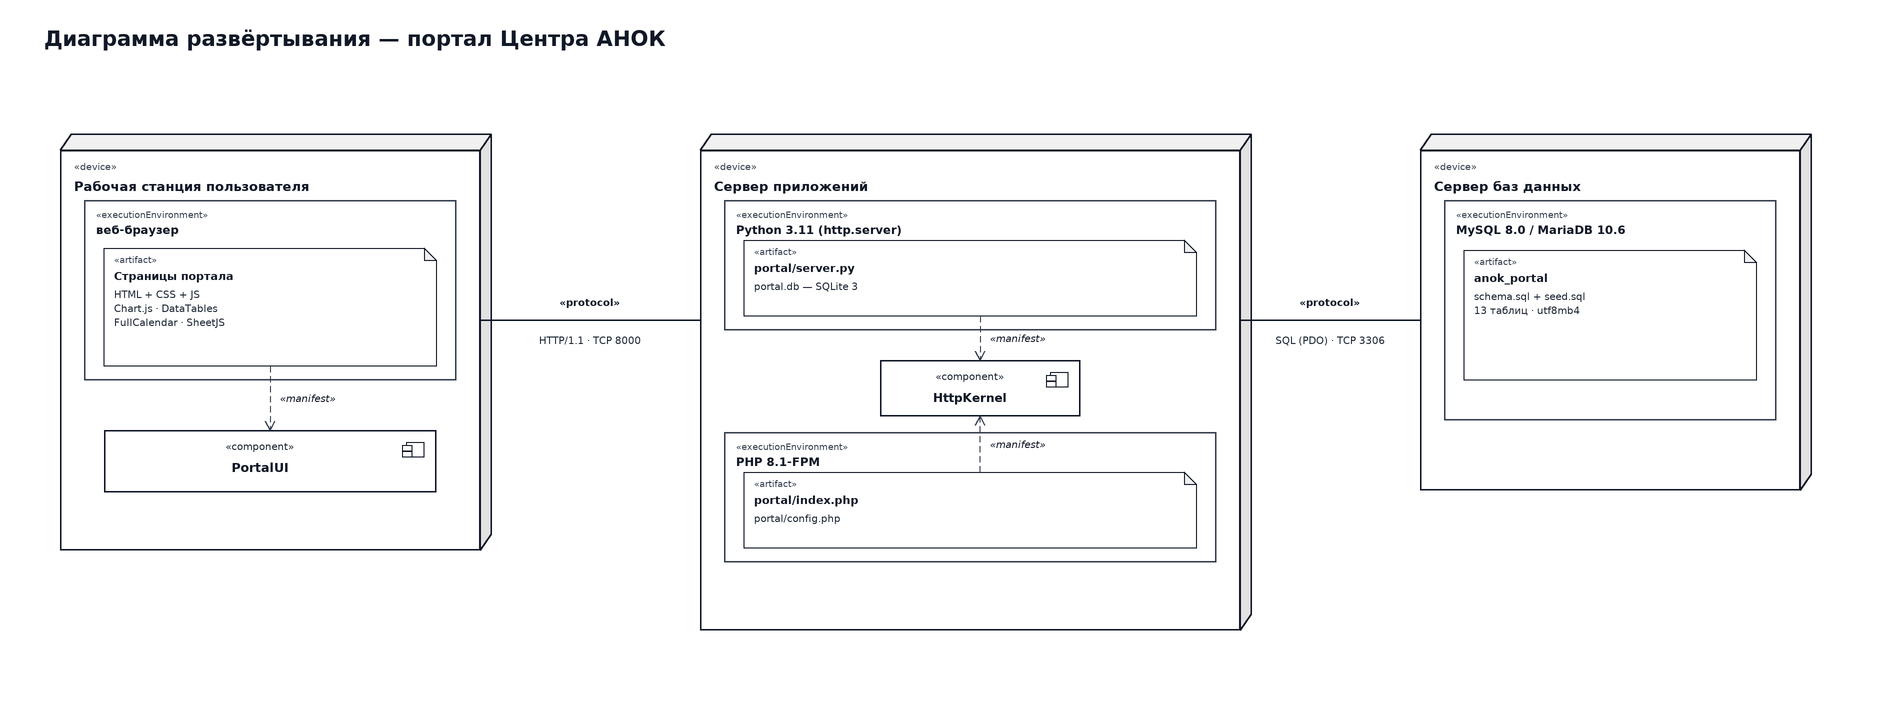 Диаграмма развёртывания — портал Центра АНОК
«device»
Рабочая станция пользователя
«executionEnvironment»
веб-браузер
«artifact»
Страницы портала
HTML + CSS + JS
Chart.js · DataTables
FullCalendar · SheetJS
«manifest»
«component»
PortalUI
«protocol»
HTTP/1.1 · TCP 8000
«device»
Сервер приложений
«executionEnvironment»
Python 3.11 (http.server)
«artifact»
portal/server.py
portal.db — SQLite 3
«manifest»
«component»
HttpKernel
«executionEnvironment»
«manifest»
PHP 8.1-FPM
«artifact»
portal/index.php
portal/config.php
«protocol»
SQL (PDO) · TCP 3306
«device»
Сервер баз данных
«executionEnvironment»
MySQL 8.0 / MariaDB 10.6
«artifact»
anok_portal
schema.sql + seed.sql
13 таблиц · utf8mb4